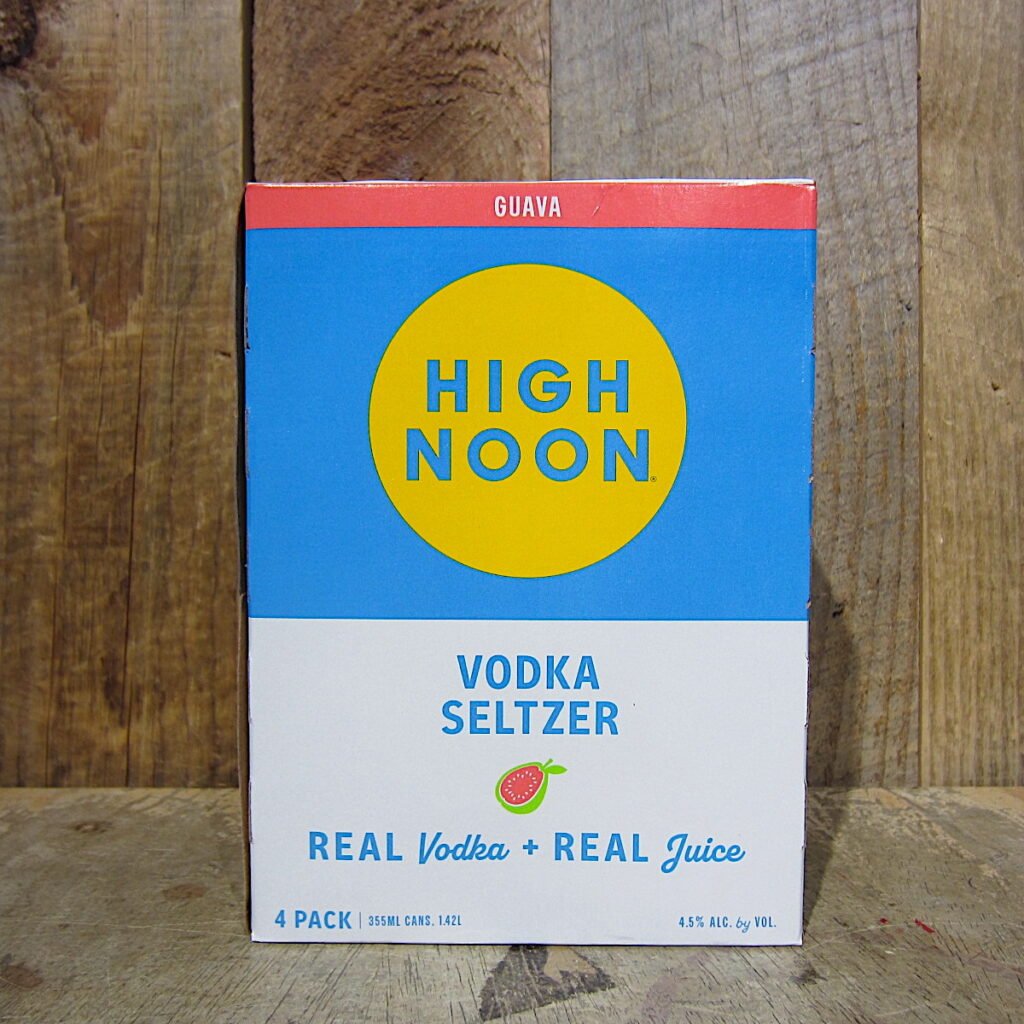 GUAVA
HIGH
NOON®
VODKA
SELTZER
REAL Vodka + REAL Juice
4 PACK | 355ML CANS. 1.42L
4.5% ALC. by VOL.